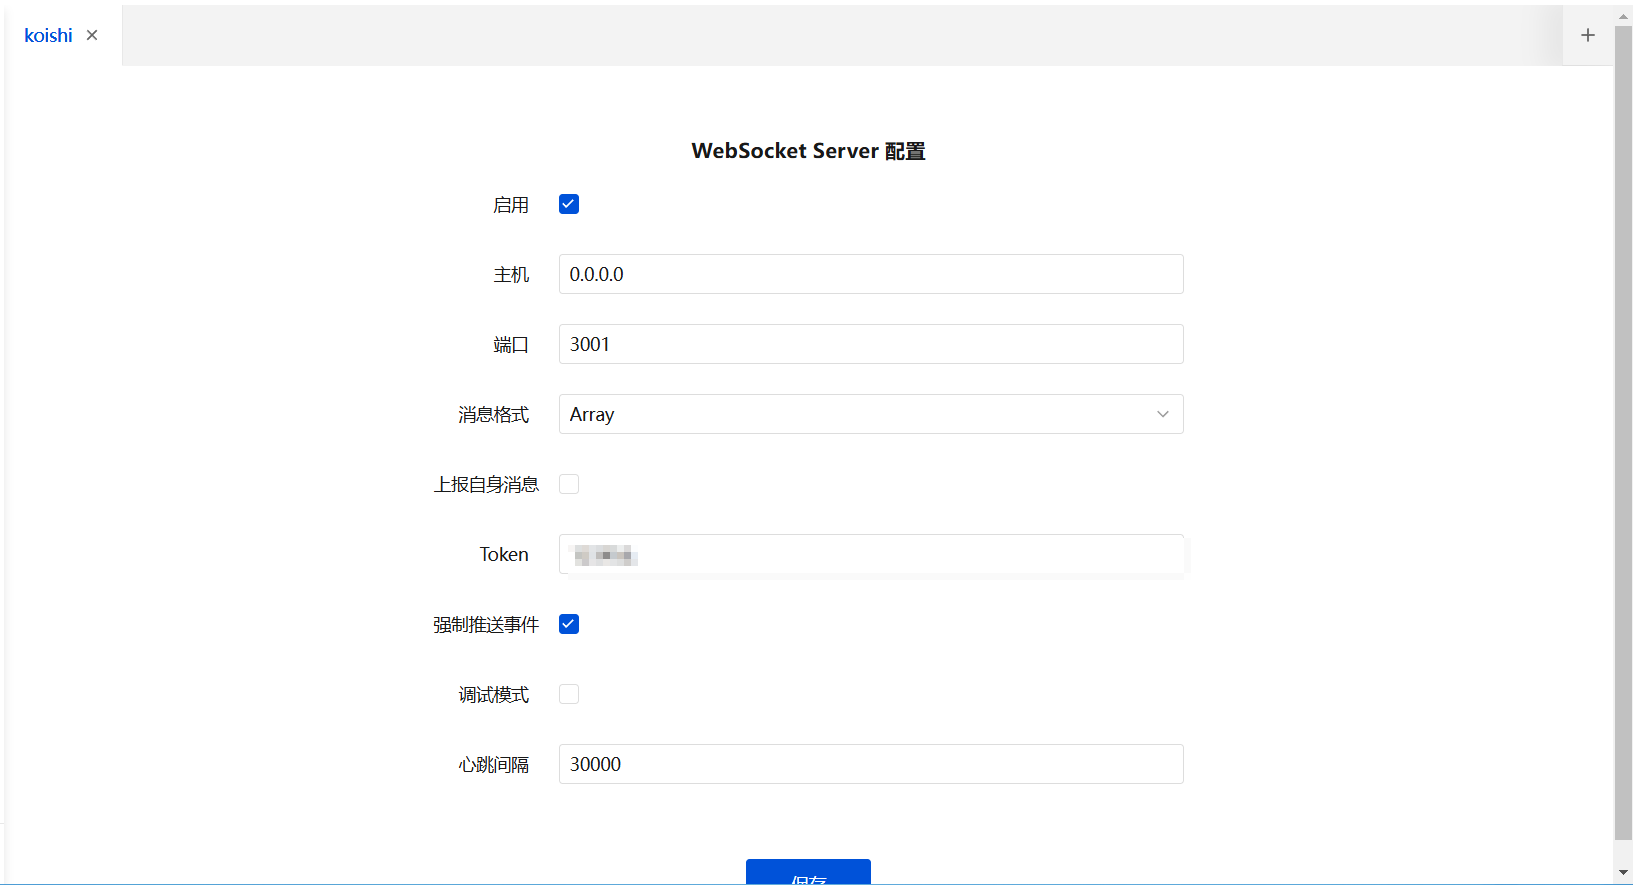 koishi
WebSocket Server 配置
启用
主机 0.0.0.0
端口 3001
消息格式 Array
上报自身消息
Token
强制推送事件
调试模式
心跳间隔 30000
保存